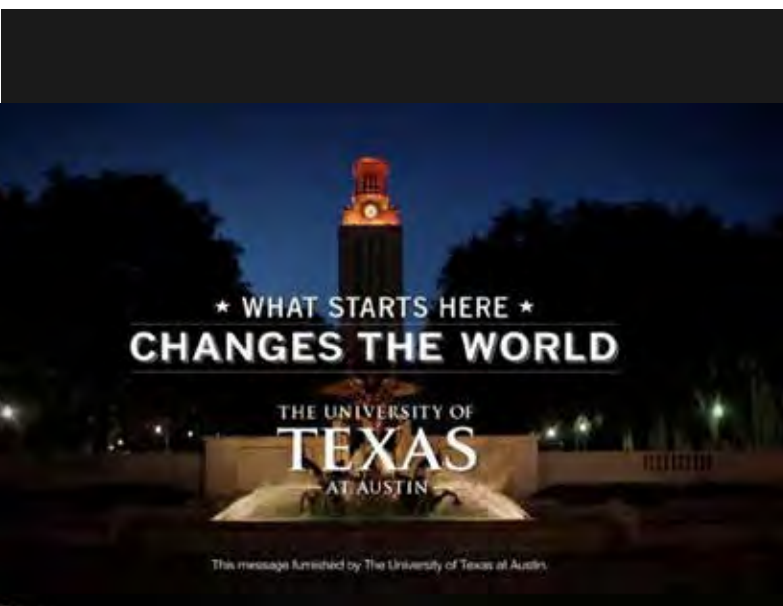 ★ WHAT STARTS HERE ★
CHANGES THE WORLD
THE UNIVERSITY OF
TEXAS
AT AUSTIN
This message furnished by The University of Texas at Austin.